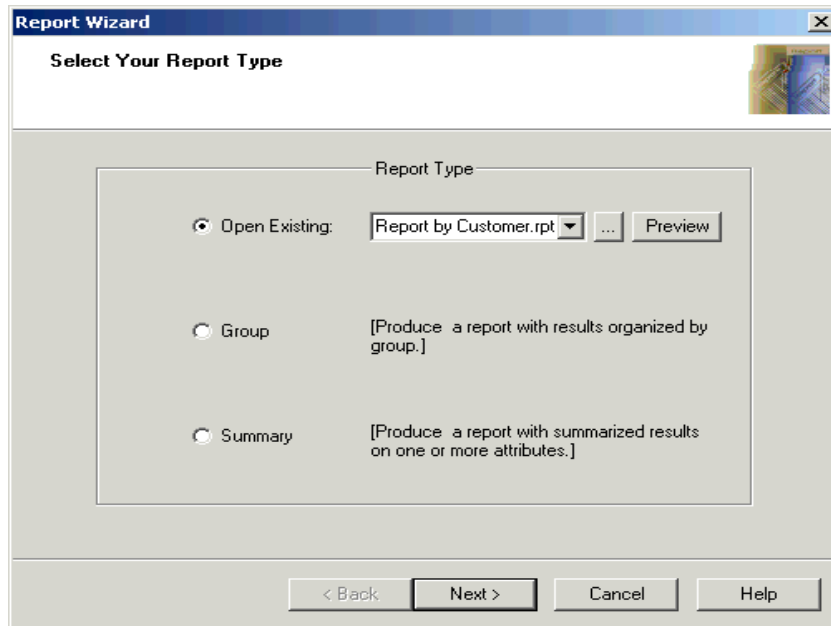 Report Wizard
Select Your Report Type
Report Type
Open Existing:
Report by Customer.rpt
...
Preview
Group
[Produce  a report with results organized by
group.]
Summary
[Produce  a report with summarized results
on one or more attributes.]
< Back
Next >
Cancel
Help